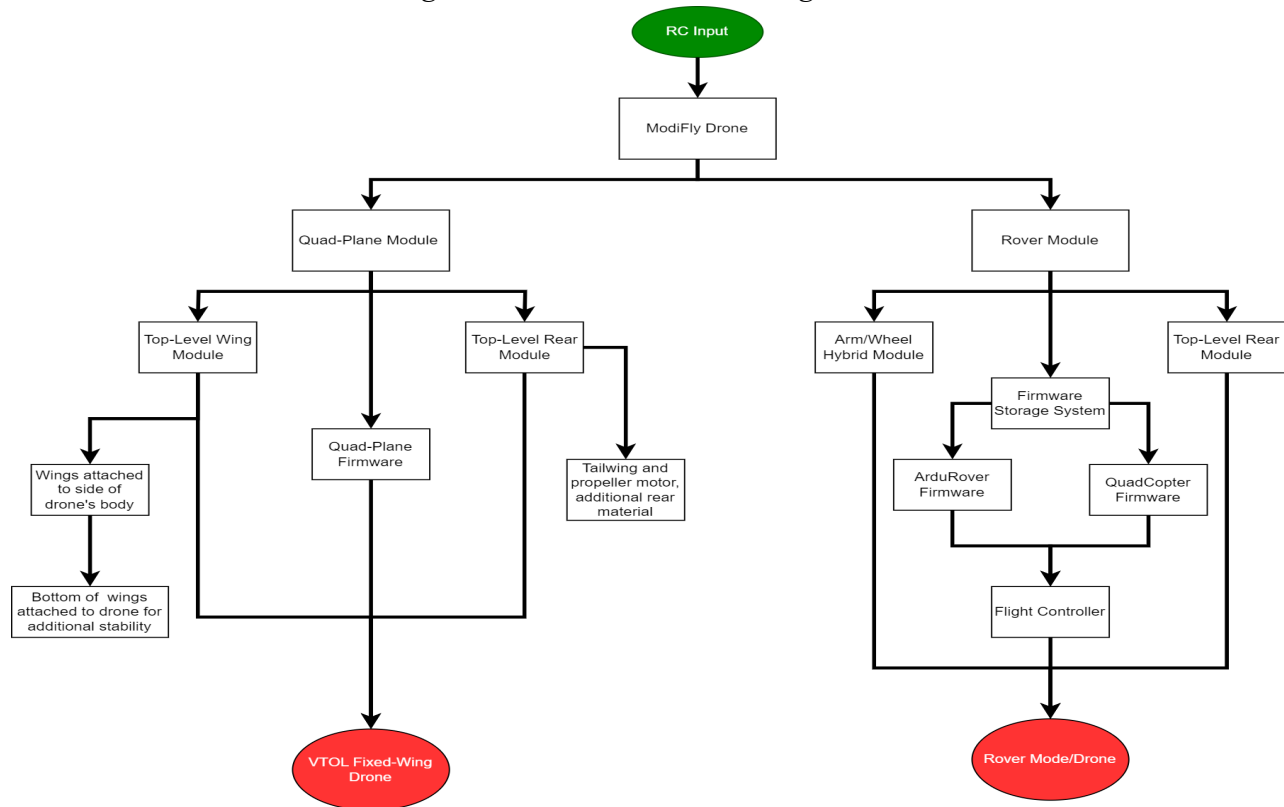 RC Input
ModiFly Drone
Quad-Plane Module
Rover Module
Top-Level Wing
Module
Top-Level Rear
Module
Arm/Wheel
Hybrid Module
Top-Level Rear
Module
Firmware
Storage System
Quad-Plane
Firmware
Wings attached
to side of
drone's body
Tailwing and
propeller motor,
additional rear
material
ArduRover
Firmware
QuadCopter
Firmware
Bottom of wings
attached to drone for
additional stability
Flight Controller
VTOL Fixed-Wing
Drone
Rover Mode/Drone